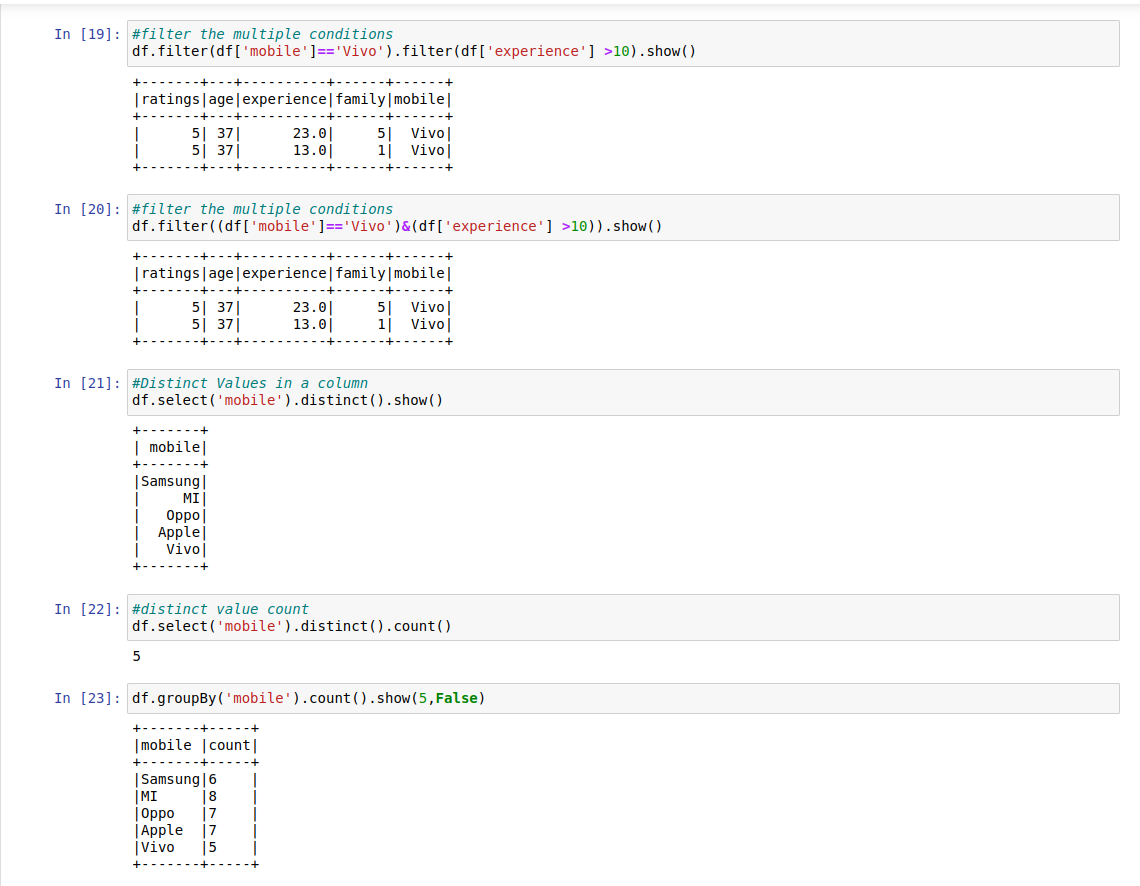 In [19]: #filter the multiple conditions
df.filter(df['mobile']=='Vivo').filter(df['experience'] >10).show()
+-------+---+----------+------+------+
|ratings|age|experience|family|mobile|
+-------+---+----------+------+------+
|      5| 37|      23.0|     5|  Vivo|
|      5| 37|      13.0|     1|  Vivo|
+-------+---+----------+------+------+
In [20]: #filter the multiple conditions
df.filter((df['mobile']=='Vivo')&(df['experience'] >10)).show()
+-------+---+----------+------+------+
|ratings|age|experience|family|mobile|
+-------+---+----------+------+------+
|      5| 37|      23.0|     5|  Vivo|
|      5| 37|      13.0|     1|  Vivo|
+-------+---+----------+------+------+
In [21]: #Distinct Values in a column
df.select('mobile').distinct().show()
+-------+
| mobile|
+-------+
|Samsung|
|     MI|
|   Oppo|
|  Apple|
|   Vivo|
+-------+
In [22]: #distinct value count
df.select('mobile').distinct().count()
5
In [23]: df.groupBy('mobile').count().show(5,False)
+-------+-----+
|mobile |count|
+-------+-----+
|Samsung|6    |
|MI     |8    |
|Oppo   |7    |
|Apple  |7    |
|Vivo   |5    |
+-------+-----+